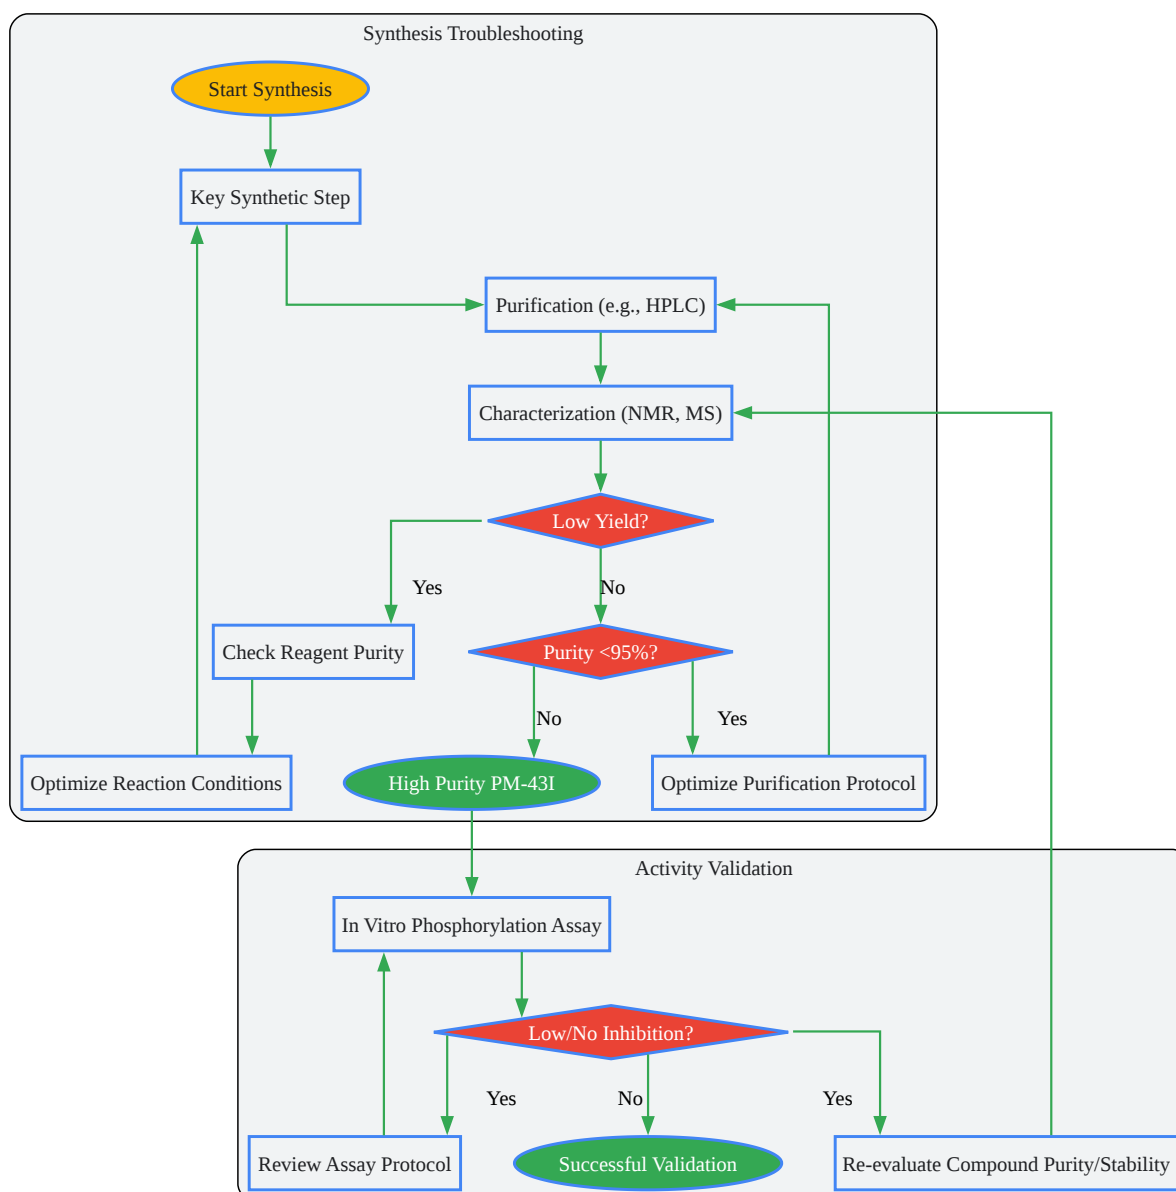 Synthesis Troubleshooting
Start Synthesis
Key Synthetic Step
Purification (e.g., HPLC)
Characterization (NMR, MS)
Low Yield?
Yes
No
Check Reagent Purity
Purity <95%?
No
Yes
Optimize Reaction Conditions
High Purity PM-43I
Optimize Purification Protocol
Activity Validation
In Vitro Phosphorylation Assay
Low/No Inhibition?
Yes
No
Yes
Review Assay Protocol
Successful Validation
Re-evaluate Compound Purity/Stability